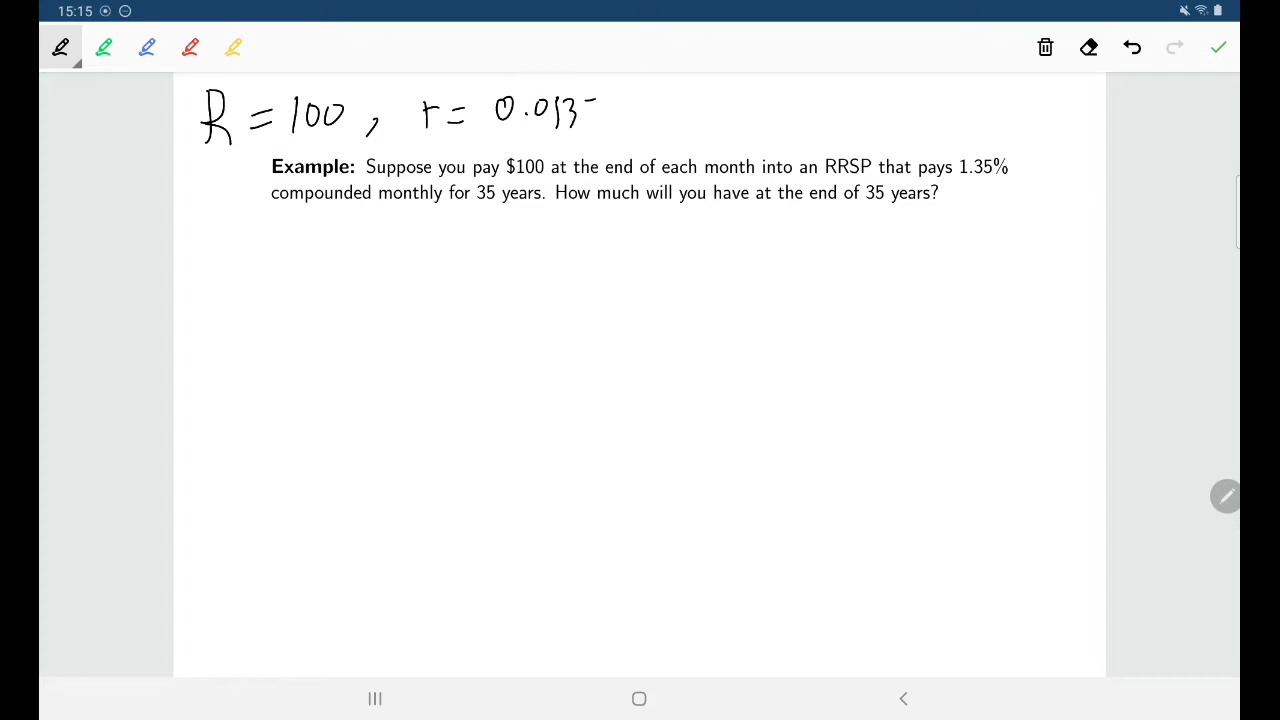 15:15
R = 100 , r = 0.013
Example: Suppose you pay $100 at the end of each month into an RRSP that pays 1.35%
compounded monthly for 35 years. How much will you have at the end of 35 years?